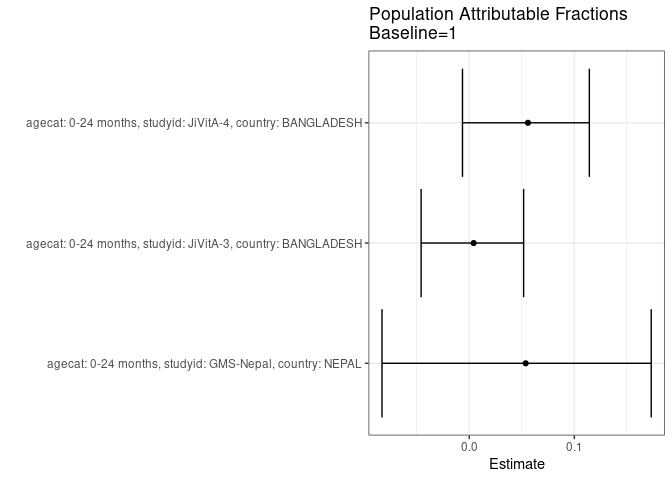 Population Attributable Fractions
Baseline=1
agecat: 0-24 months, studyid: JiVitA-4, country: BANGLADESH
agecat: 0-24 months, studyid: JiVitA-3, country: BANGLADESH
agecat: 0-24 months, studyid: GMS-Nepal, country: NEPAL
0.0 0.1
Estimate